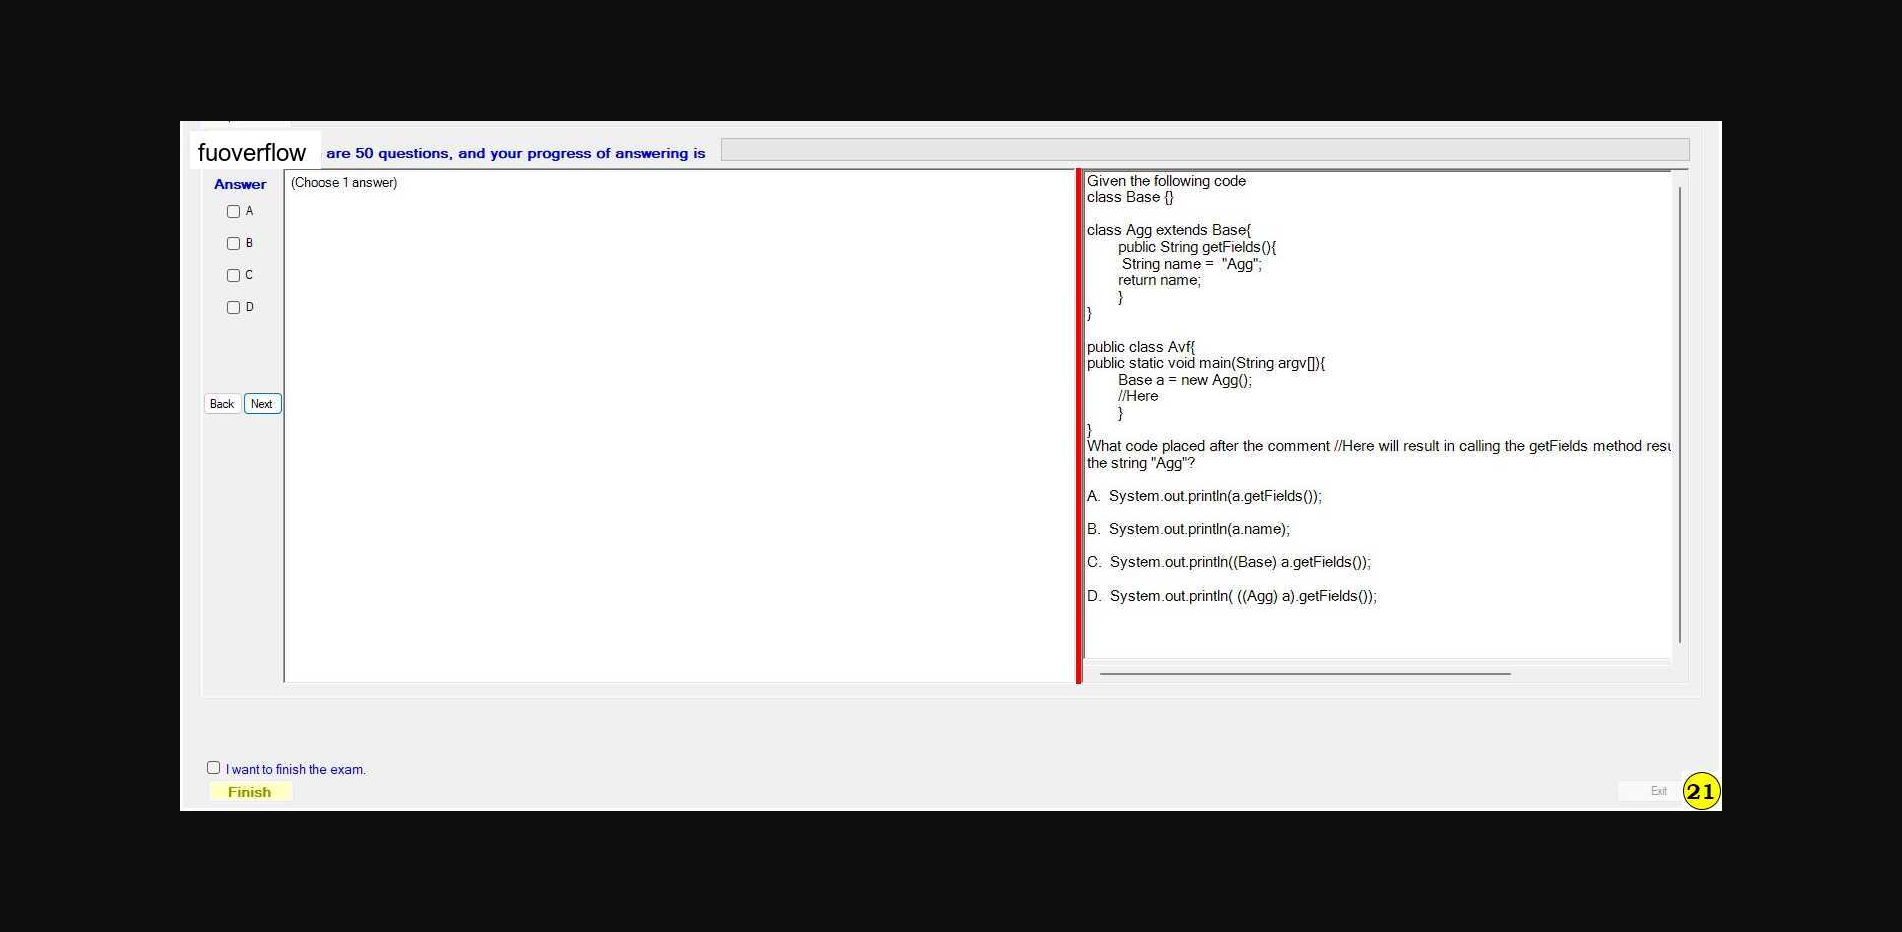 fuoverflow are 50 questions, and your progress of answering is
Answer
A
B
C
D
Back Next
(Choose 1 answer)
Given the following code
class Base {}
class Agg extends Base{
public String getFields(){
String name = "Agg";
return name;
}
}
public class Avf{
public static void main(String argv[]){
Base a = new Agg();
//Here
}
}
What code placed after the comment //Here will result in calling the getFields method
the string "Agg"?
A. System.out.println(a.getFields());
B. System.out.println(a.name);
C. System.out.println((Base) a.getFields());
D. System.out.println( ((Agg) a).getFields());
I want to finish the exam.
Finish
Exit
21